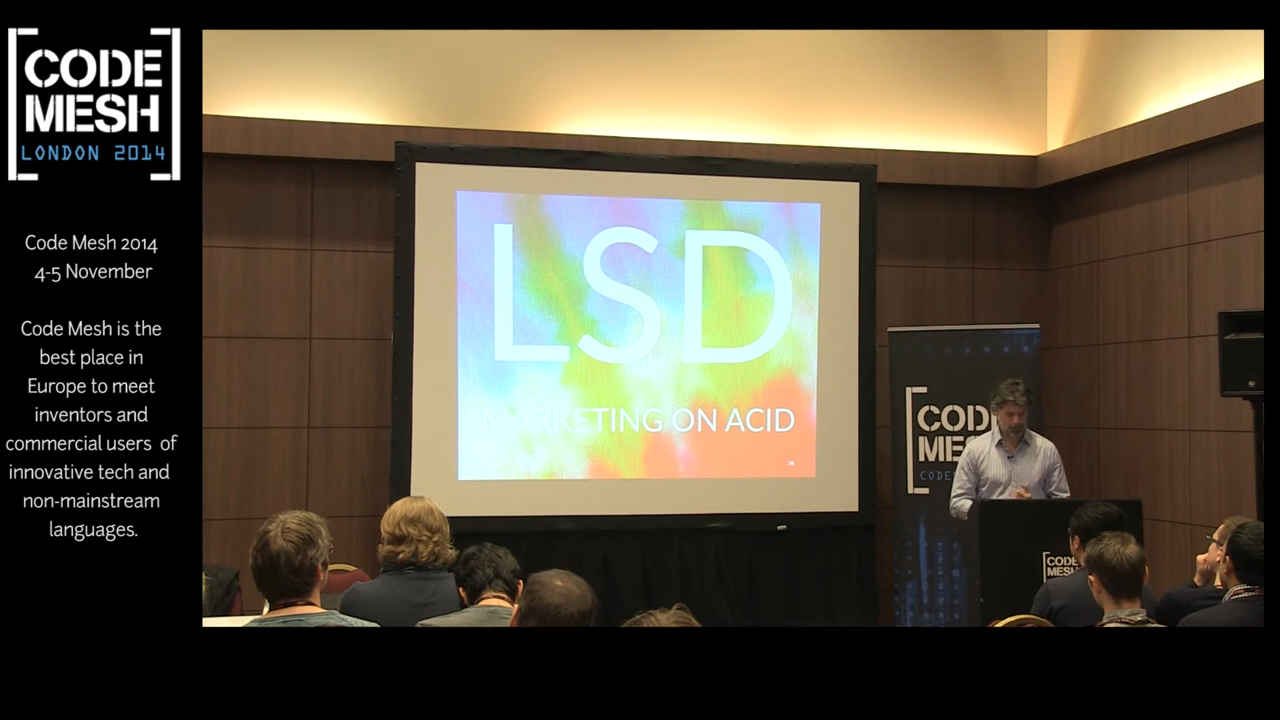 CODE
MESH
LONDON 2014
Code Mesh 2014
4-5 November
Code Mesh is the
best place in
Europe to meet
inventors and
commercial users of
innovative tech and
non-mainstream
languages.
LSD
MARKETING ON ACID
CODE
MES
CODE
CODE
MESH